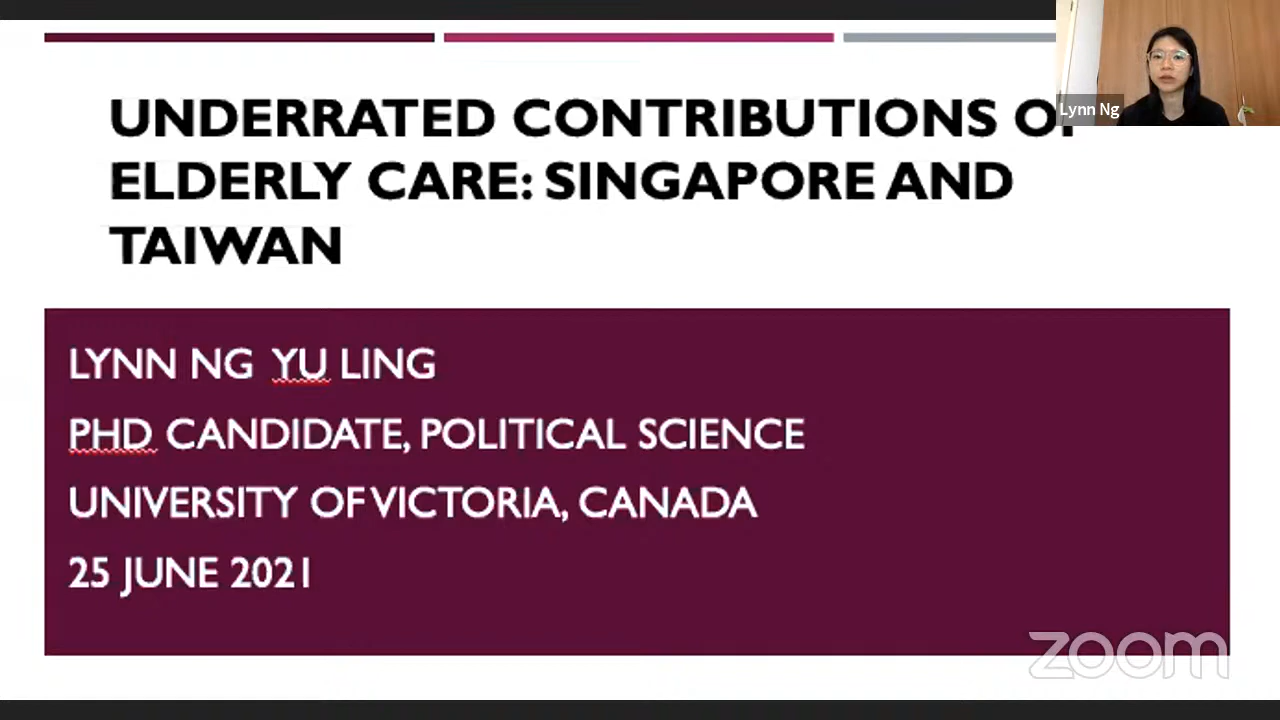 UNDERRATED CONTRIBUTIONS OF
ELDERLY CARE: SINGAPORE AND
TAIWAN
Lynn Ng
LYNN NG YU LING
PHD CANDIDATE, POLITICAL SCIENCE
UNIVERSITY OF VICTORIA, CANADA
25 JUNE 2021
zoom